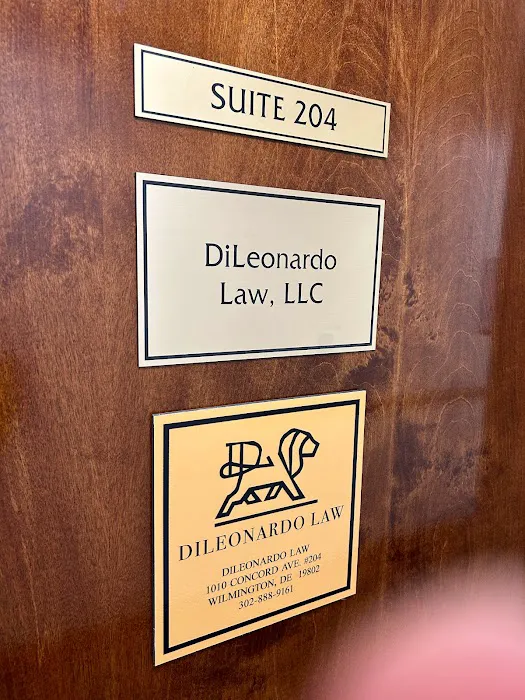 SUITE 204
DiLeonardo
Law, LLC
DILEONARDO LAW
DILEONARDO LAW
1010 CONCORD AVE. #204
WILMINGTON, DE 19802
302-888-9161